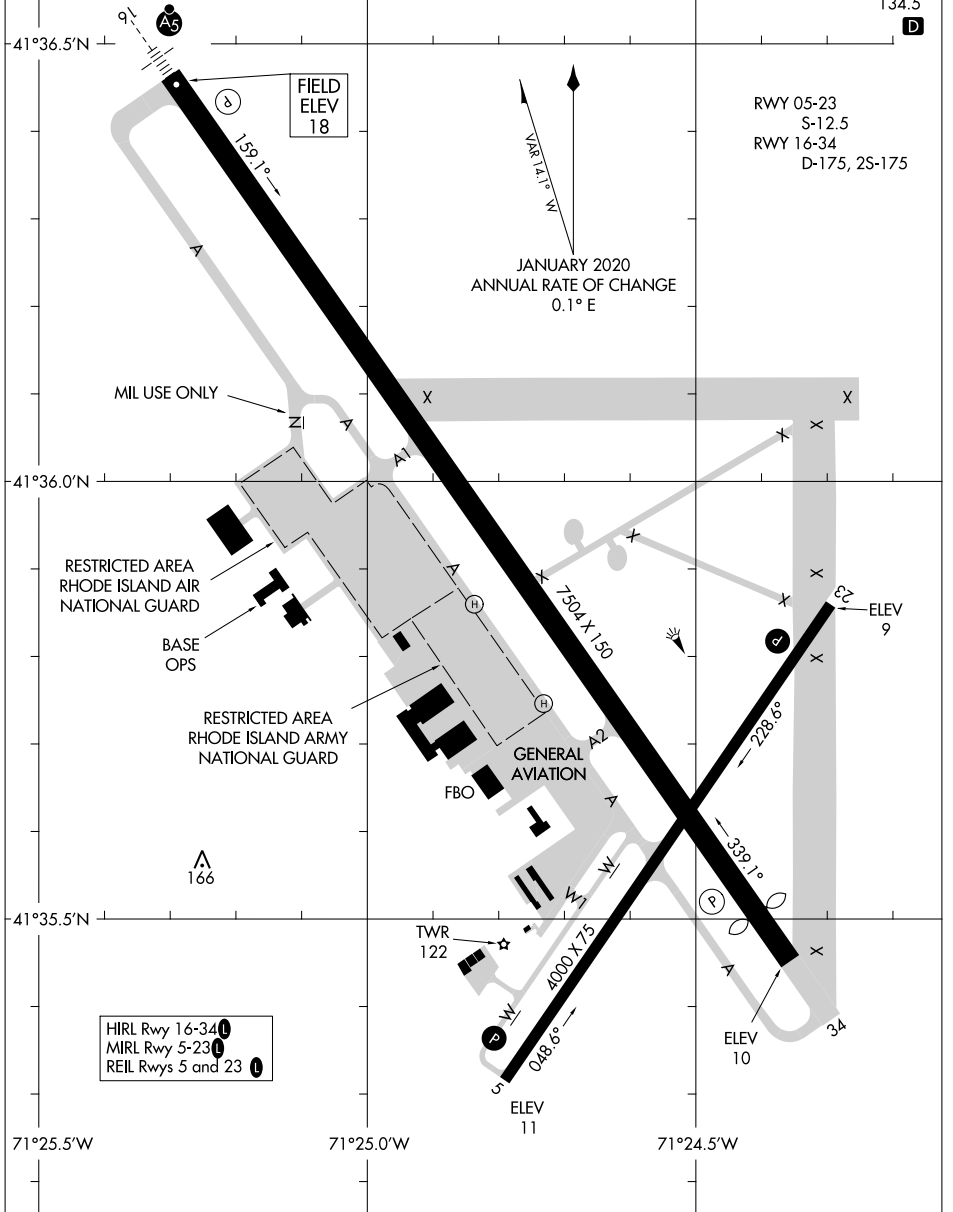 134.5
D
16
A5
41°36.5'N
FIELD
ELEV
18
P
159.1°
VAR 14.1° W
RWY 05-23
S-12.5
RWY 16-34
D-175, 2S-175
A
JANUARY 2020
ANNUAL RATE OF CHANGE
0.1° E
MIL USE ONLY
N
A
A1
X
X
X
X
41°36.0'N
RESTRICTED AREA
RHODE ISLAND AIR
NATIONAL GUARD
A
X
X
X
X
H
7504 X 150
23
ELEV
9
BASE
OPS
P
X
RESTRICTED AREA
RHODE ISLAND ARMY
NATIONAL GUARD
H
A2
228.6°
GENERAL
AVIATION
FBO
A
166
339.1°
W
W1
P
41°35.5'N
TWR
122
4000 X 75
X
A
W
P
048.6°
34
ELEV
10
HIRL Rwy 16-34 L
MIRL Rwy 5-23 L
REIL Rwys 5 and 23 L
5
ELEV
11
71°25.5'W
71°25.0'W
71°24.5'W